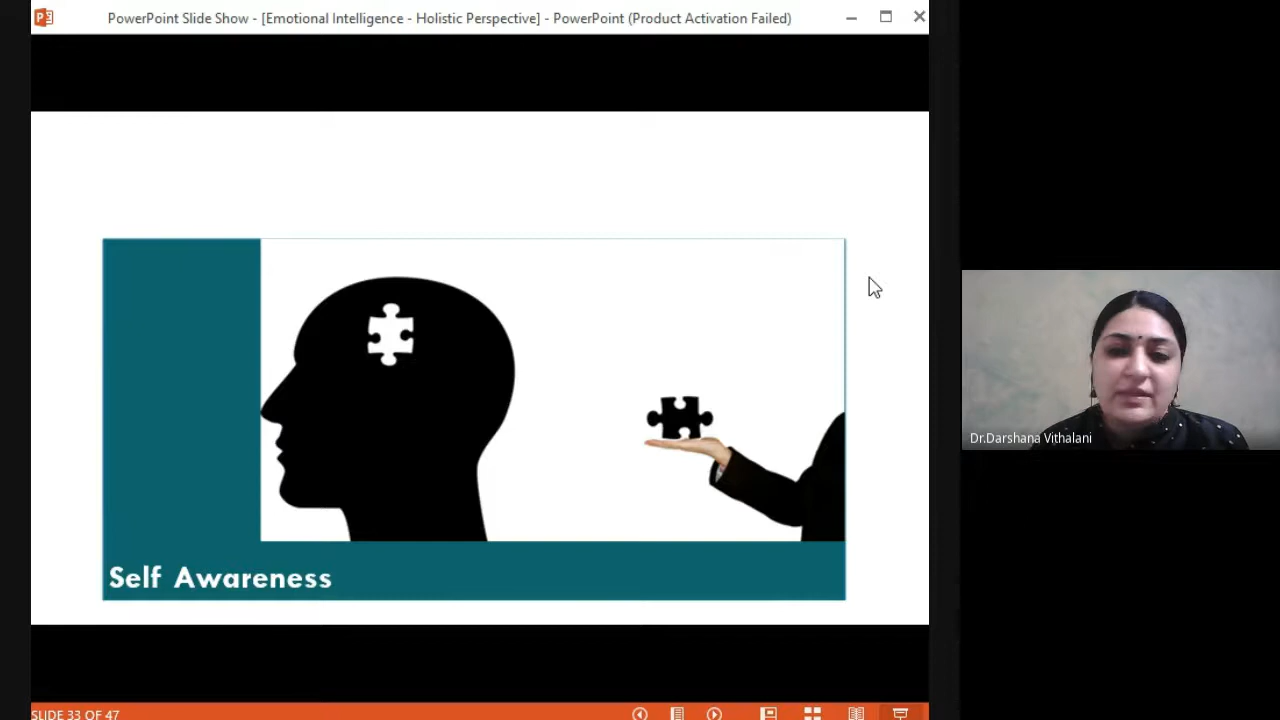 PowerPoint Slide Show - [Emotional Intelligence - Holistic Perspective] - PowerPoint (Product Activation Failed)
Self Awareness
Dr.Darshana Vithalani
SLIDE 33 OF 47